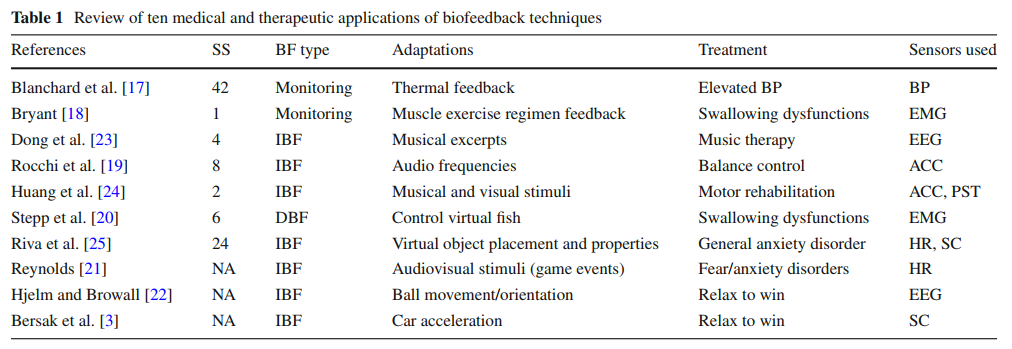 Table 1 Review of ten medical and therapeutic applications of biofeedback techniques
References SS BF type Adaptations Treatment Sensors used
Blanchard et al. [17] 42 Monitoring Thermal feedback Elevated BP BP
Bryant [18] 1 Monitoring Muscle exercise regimen feedback Swallowing dysfunctions EMG
Dong et al. [23] 4 IBF Musical excerpts Music therapy EEG
Rocchi et al. [19] 8 IBF Audio frequencies Balance control ACC
Huang et al. [24] 2 IBF Musical and visual stimuli Motor rehabilitation ACC, PST
Stepp et al. [20] 6 DBF Control virtual fish Swallowing dysfunctions EMG
Riva et al. [25] 24 IBF Virtual object placement and properties General anxiety disorder HR, SC
Reynolds [21] NA IBF Audiovisual stimuli (game events) Fear/anxiety disorders HR
Hjelm and Browall [22] NA IBF Ball movement/orientation Relax to win EEG
Bersak et al. [3] NA IBF Car acceleration Relax to win SC